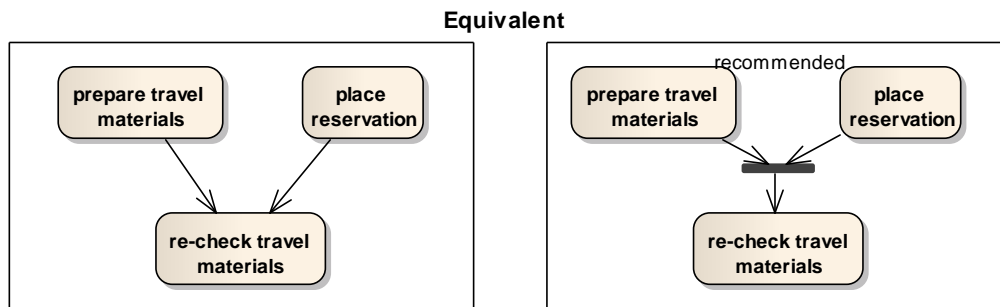 Equivalent
prepare travel
materials
place
reservation
re-check travel
materials
recommended
prepare travel
materials
place
reservation
re-check travel
materials